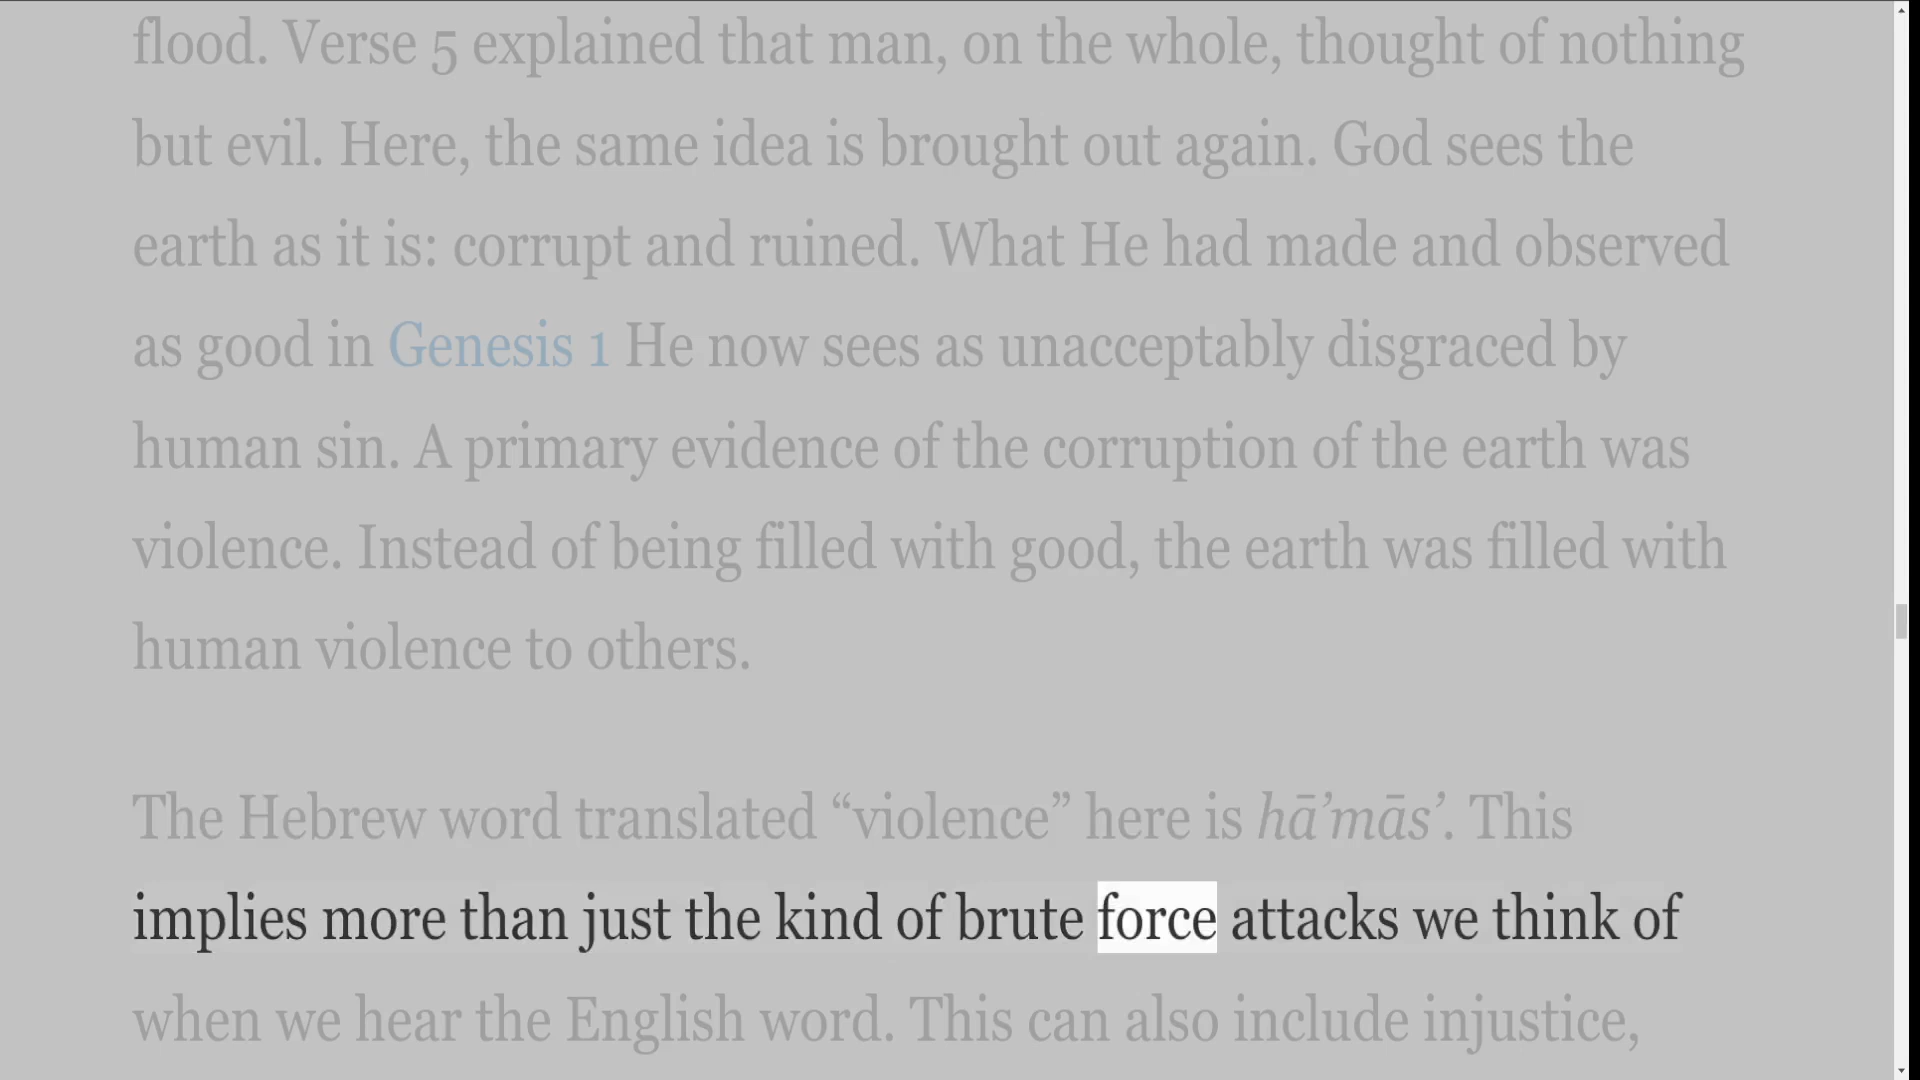 flood. Verse 5 explained that man, on the whole, thought of nothing
but evil. Here, the same idea is brought out again. God sees the
earth as it is: corrupt and ruined. What He had made and observed
as good in Genesis 1 He now sees as unacceptably disgraced by
human sin. A primary evidence of the corruption of the earth was
violence. Instead of being filled with good, the earth was filled with
human violence to others.
The Hebrew word translated “violence” here is hā’mās’. This
implies more than just the kind of brute force attacks we think of
when we hear the English word. This can also include injustice,